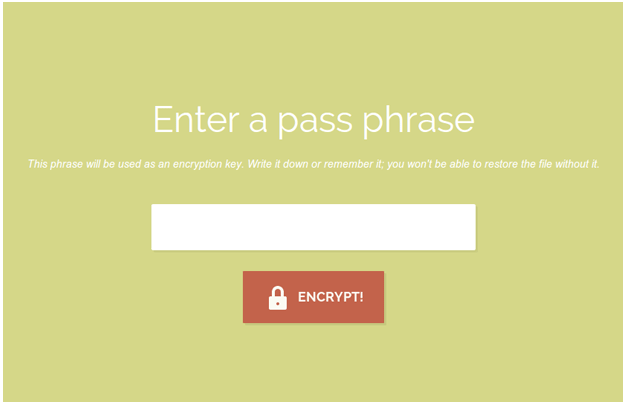 Enter a pass phrase
This phrase will be used as an encryption key. Write it down or remember it; you won't be able to restore the file without it.
ENCRYPT!